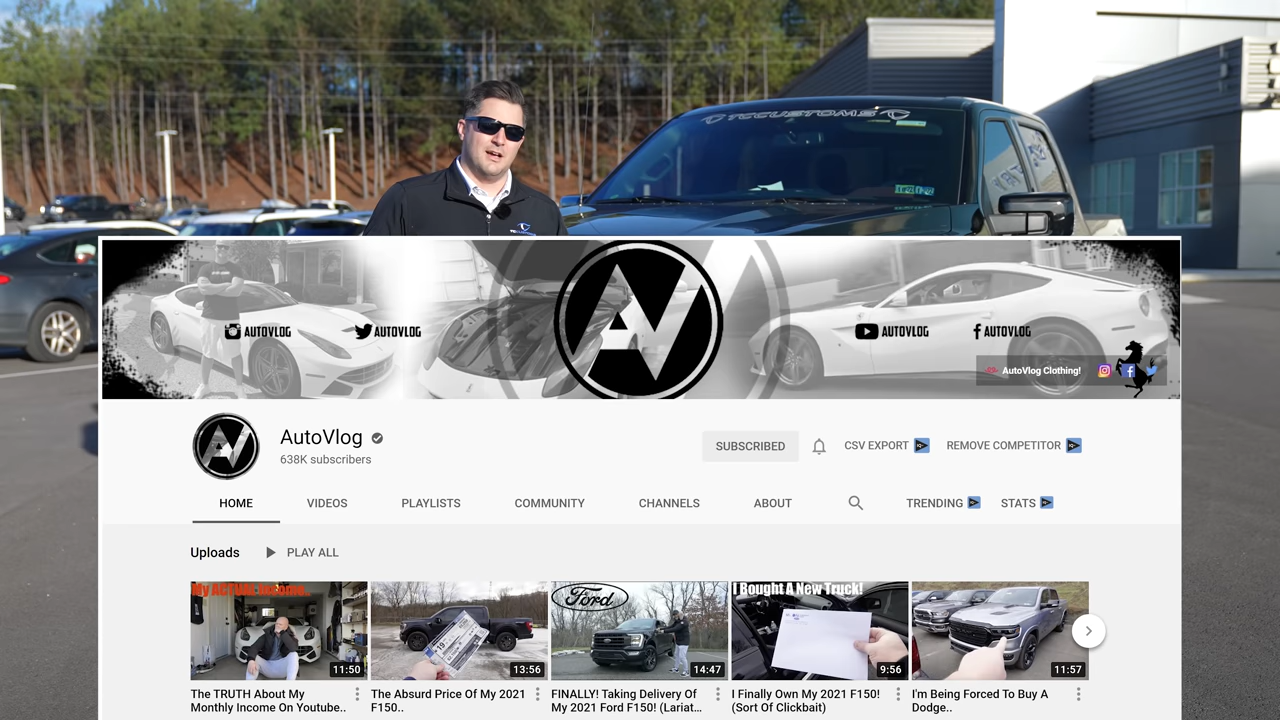 TCCUSTOMS
AUTOVLOG
AUTOVLOG
AV
AUTOVLOG
AUTOVLOG
AutoVlog Clothing!
AutoVlog
638K subscribers
SUBSCRIBED
CSV EXPORT
REMOVE COMPETITOR
HOME
VIDEOS
PLAYLISTS
COMMUNITY
CHANNELS
ABOUT
TRENDING
STATS
Uploads
PLAY ALL
My ACTUAL Income..
11:50
13:56
Ford
14:47
I Bought A New Truck!
9:56
11:57
The TRUTH About My
Monthly Income On Youtube..
The Absurd Price Of My 2021
F150..
FINALLY! Taking Delivery Of
My 2021 Ford F150! (Lariat...
I Finally Own My 2021 F150!
(Sort Of Clickbait)
I'm Being Forced To Buy A
Dodge..